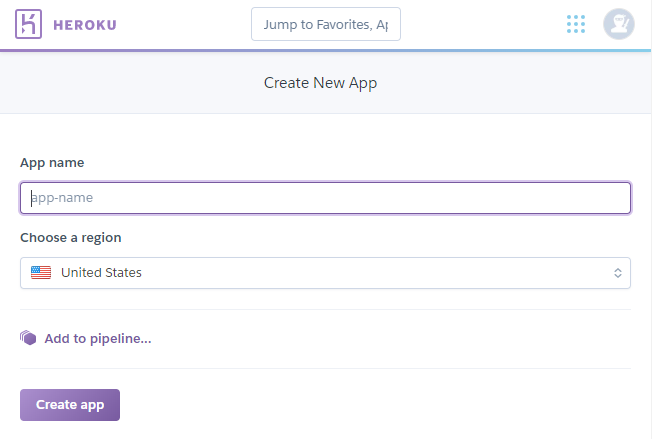 HEROKU
Jump to Favorites, Ap
Create New App
App name
app-name
Choose a region
United States
Add to pipeline...
Create app